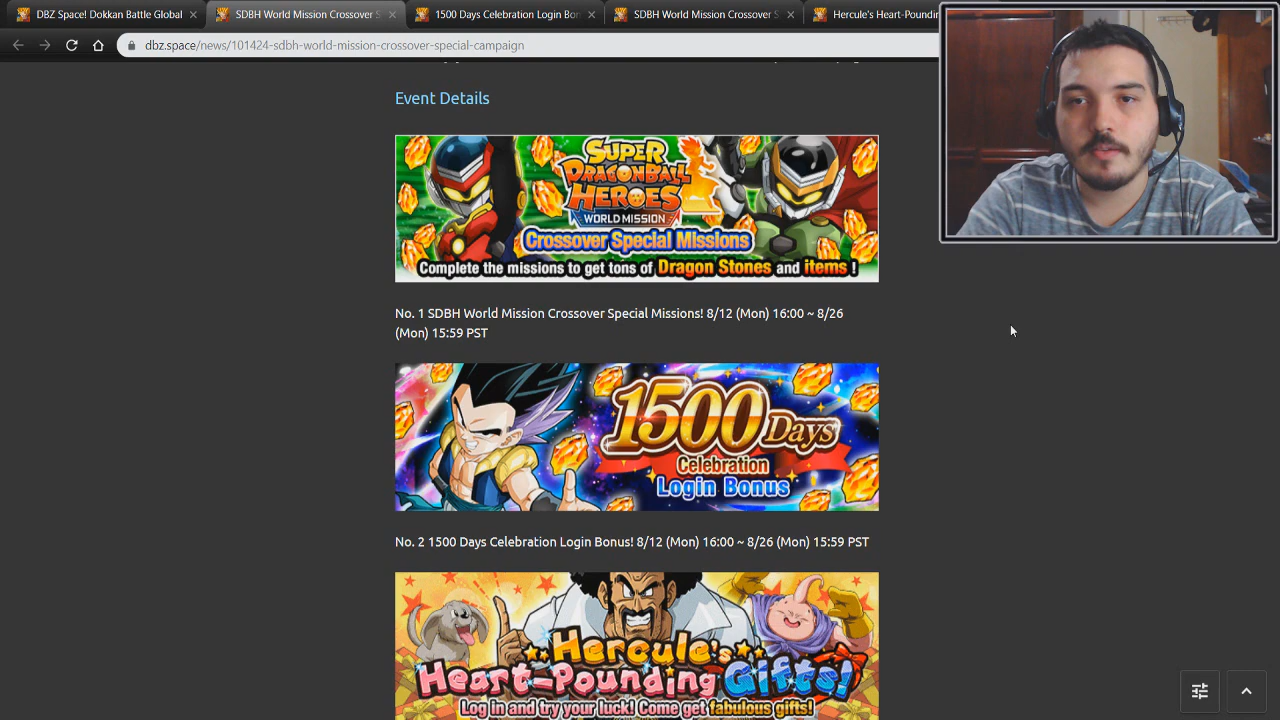 DBZ Space! Dokkan Battle Global
SDBH World Mission Crossover S
1500 Days Celebration Login Bon
SDBH World Mission Crossover S
Hercule's Heart-Pounding
dbz.space/news/101424-sdbh-world-mission-crossover-special-campaign
Event Details
SUPER
DRAGONBALL
HEROES
WORLD MISSION
Crossover Special Missions
Complete the missions to get tons of Dragon Stones and items !
No. 1 SDBH World Mission Crossover Special Missions! 8/12 (Mon) 16:00 ~ 8/26
(Mon) 15:59 PST
1500 Days
Celebration
Login Bonus
No. 2 1500 Days Celebration Login Bonus! 8/12 (Mon) 16:00 ~ 8/26 (Mon) 15:59 PST
Hercule's
Heart-Pounding Gifts!
Log in and try your luck! Come get fabulous gifts!